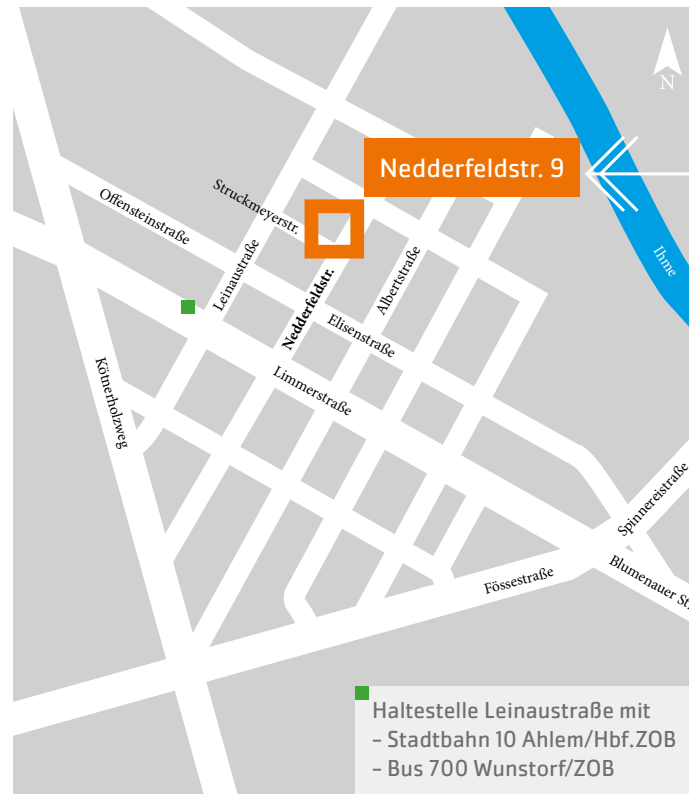 N
Nedderfeldstr. 9
Ihme
Struckmeyerstr.
Offensteinstraße
Leinaustraße
Albertstraße
Nedderfeldstr.
Elisenstraße
Limmerstraße
Kötnerholzweg
Spinnereistraße
Blumenauer St
Fössestraße
Haltestelle Leinaustraße mit
– Stadtbahn 10 Ahlem/Hbf.ZOB
– Bus 700 Wunstorf/ZOB